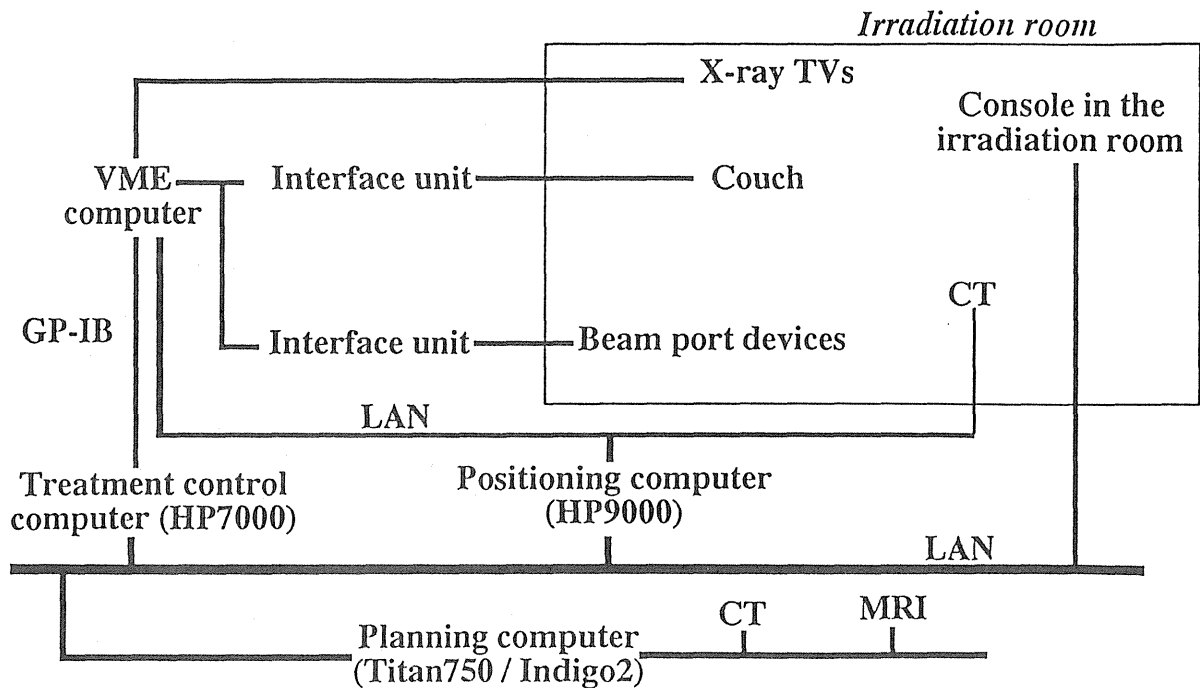 Irradiation room
X-ray TVs
Console in the
irradiation room
VME
computer
Interface unit
Couch
CT
GP-IB
Interface unit
Beam port devices
LAN
Treatment control
computer (HP7000)
Positioning computer
(HP9000)
LAN
CT
MRI
Planning computer
(Titan750 / Indigo2)